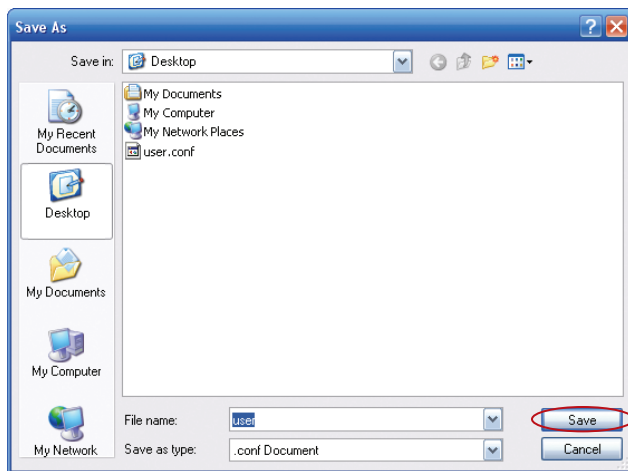 Save As
Save in:
Desktop
My Recent
Documents
Desktop
My Documents
My Computer
My Network
My Documents
My Computer
My Network Places
user.conf
File name:
user
Save
Save as type:
.conf Document
Cancel